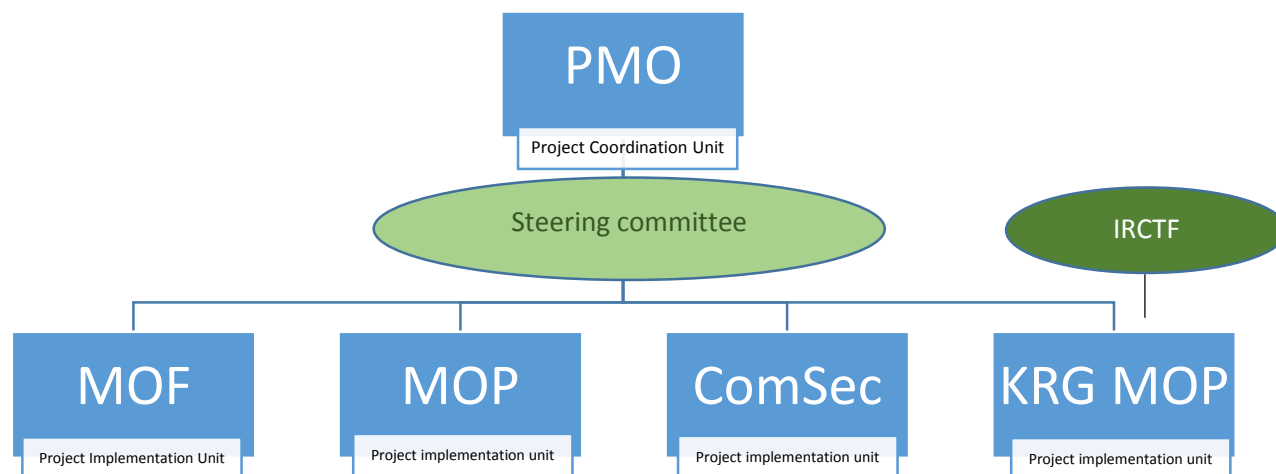 PMO
Project Coordination Unit
Steering committee
IRCTF
MOF
Project Implementation Unit
MOP
Project implementation unit
ComSec
Project implementation unit
KRG MOP
Project implementation unit